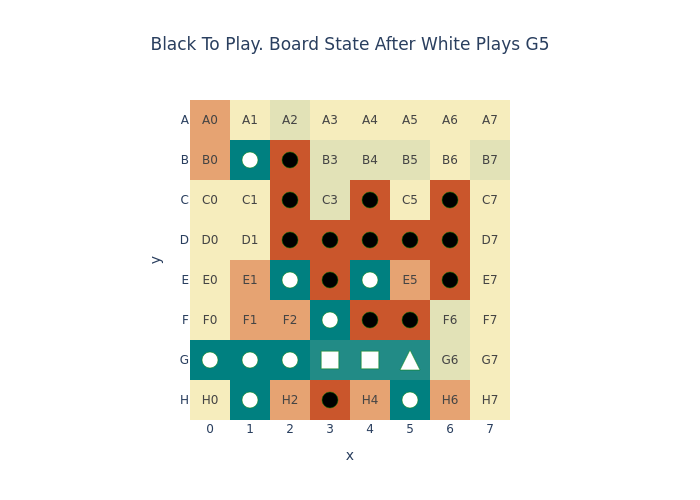 Black To Play. Board State After White Plays G5
A A0 A1 A2 A3 A4 A5 A6 A7
B B0 B3 B4 B5 B6 B7
C C0 C1 C3 C5 C7
D D0 D1 D7
y
E E0 E1 E5 E7
F F0 F1 F2 F6 F7
G G6 G7
H H0 H2 H4 H6 H7
0 1 2 3 4 5 6 7
x